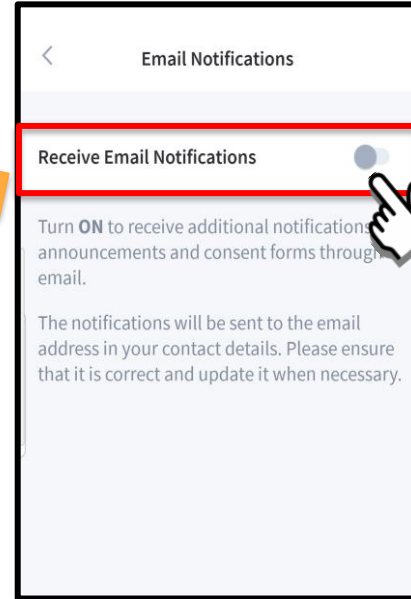 Email Notifications
Receive Email Notifications
Turn ON to receive additional notifications
announcements and consent forms through
email.
The notifications will be sent to the email
address in your contact details. Please ensure
that it is correct and update it when necessary.